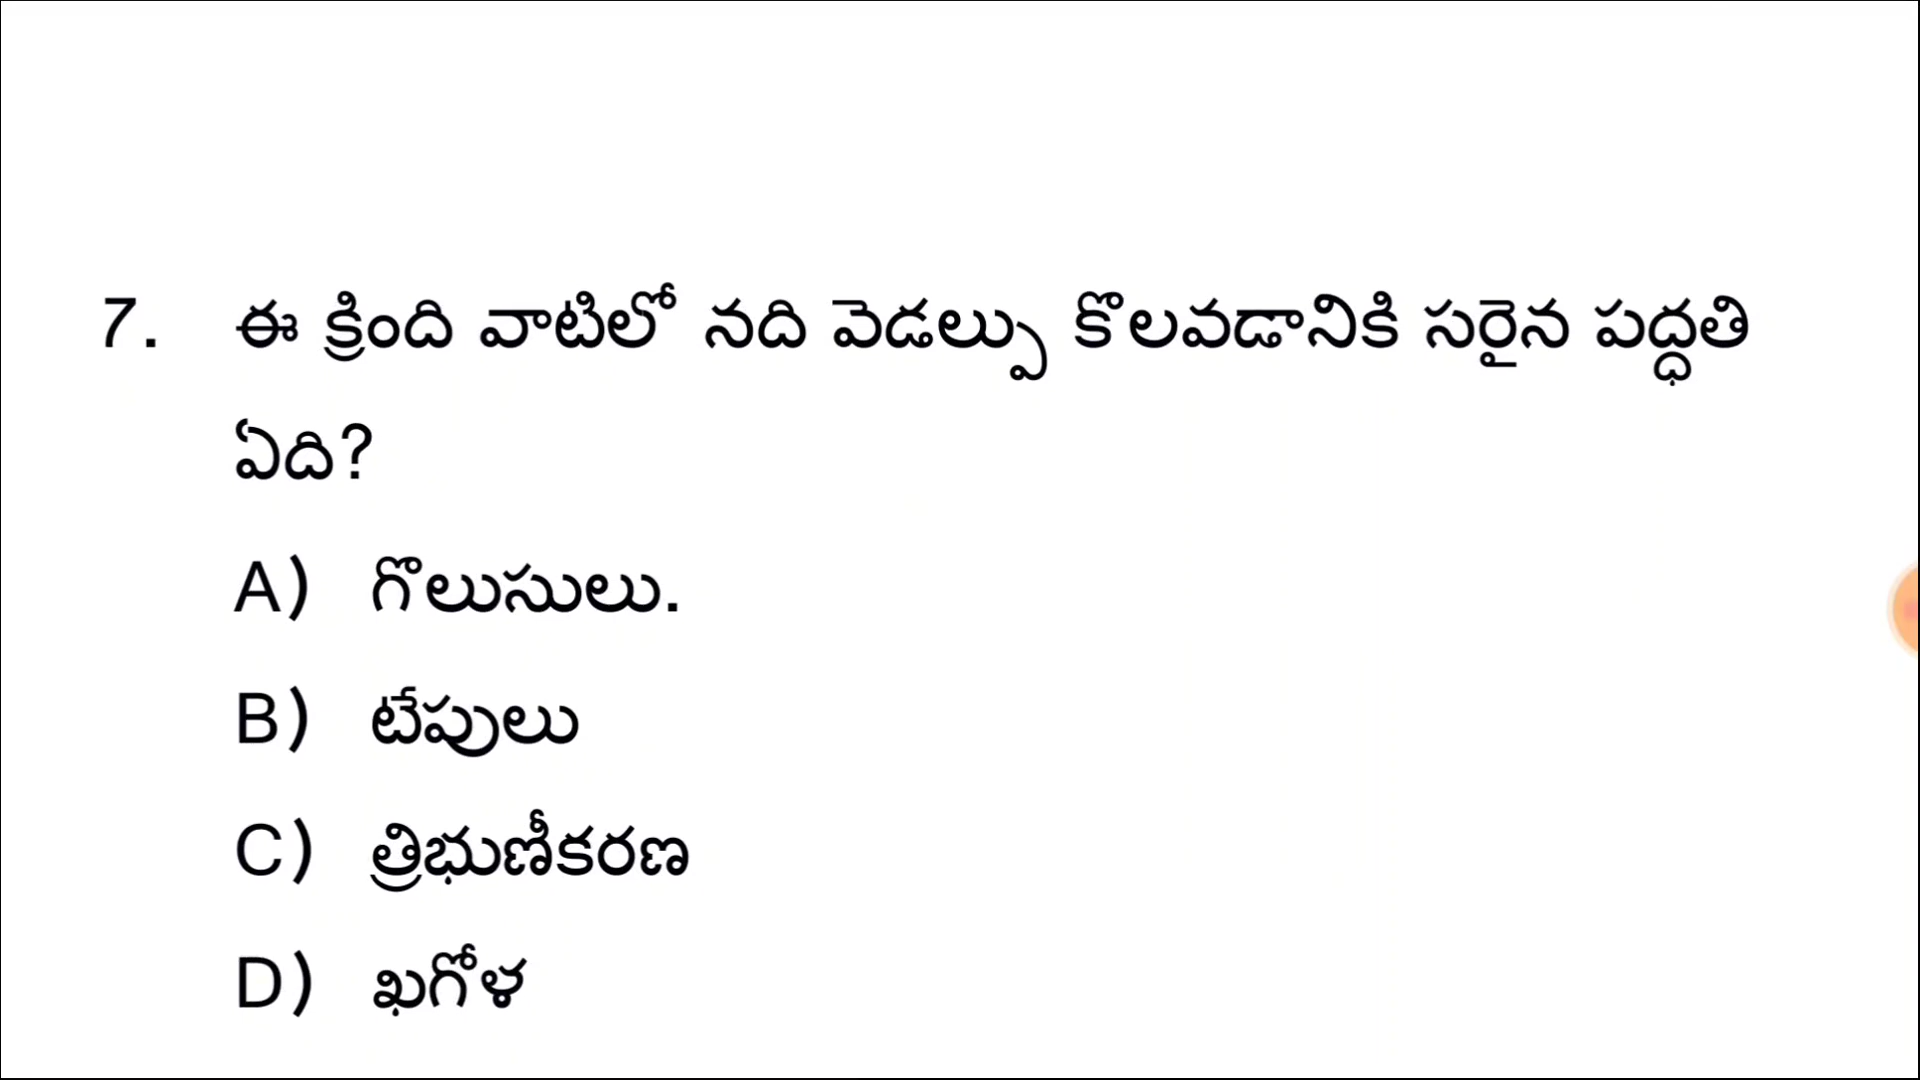 7. ఈ క్రింది వాటిలో నది వెడల్పు కొలవడానికి సరైన పద్ధతి
ఏది?
A) గొలుసులు.
B) టేపులు
C) త్రిభుణీకరణ
D) ఖగోళ